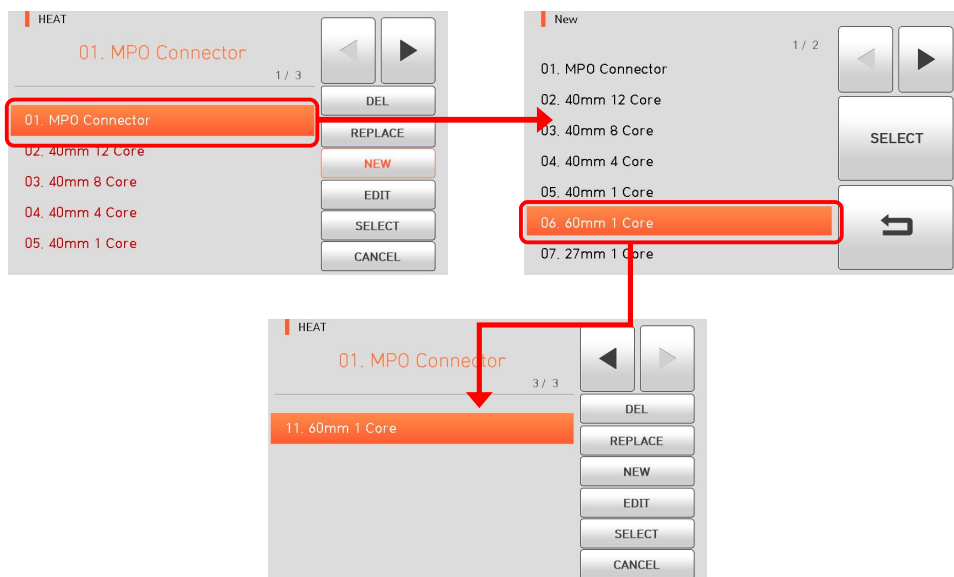 HEAT
01. MPO Connector
1 / 3
01. MPO Connector
02. 40mm 12 Core
03. 40mm 8 Core
04. 40mm 4 Core
05. 40mm 1 Core
DEL
REPLACE
NEW
EDIT
SELECT
CANCEL
New
1 / 2
01. MPO Connector
02. 40mm 12 Core
03. 40mm 8 Core
04. 40mm 4 Core
05. 40mm 1 Core
06. 60mm 1 Core
07. 27mm 1 Core
SELECT
HEAT
01. MPO Connector
3 / 3
11. 60mm 1 Core
DEL
REPLACE
NEW
EDIT
SELECT
CANCEL